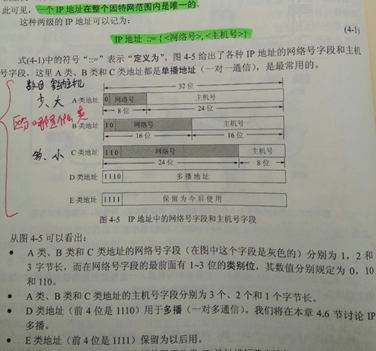 此可见,一个IP地址在整个因特网范围内是唯一的.
这种两级的IP地址可以记为:
IP 地址 ::= {<网络号>, <主机号>} (4-1)
式(4-1)中的符号“::=”表示“定义为”。图 4-5 给出了各种 IP 地址的网络号字段和主机
号字段,这里 A 类、B 类和 C 类地址都是单播地址(一对一通信),是最常用的。
32 位
少、大
A 类地址 0 网络号 主机号
8 位 24 位
B 类地址 10 网络号 主机号
16 位 16 位
多、小
C 类地址 110 网络号 主机号
24 位 8 位
D 类地址 1110 多播地址
E 类地址 1111 保留为今后使用
图 4-5 IP 地址中的网络号字段和主机号字段
从图 4-5 可以看出:
● A 类、B 类和 C 类地址的网络号字段(在图中这个字段是灰色的)分别为 1,2 和
3 字节长,而在网络号字段的最前面有 1~3 位的类别位,其数值分别规定为 0,10
和 110。
● A 类、B 类和 C 类地址的主机号字段分别为 3 个、2 个和 1 个字节长。
● D 类地址(前 4 位是 1110)用于多播(一对多通信)。我们将在本章 4.6 节讨论 IP
多播。
● E 类地址(前 4 位是 1111)保留为以后用。